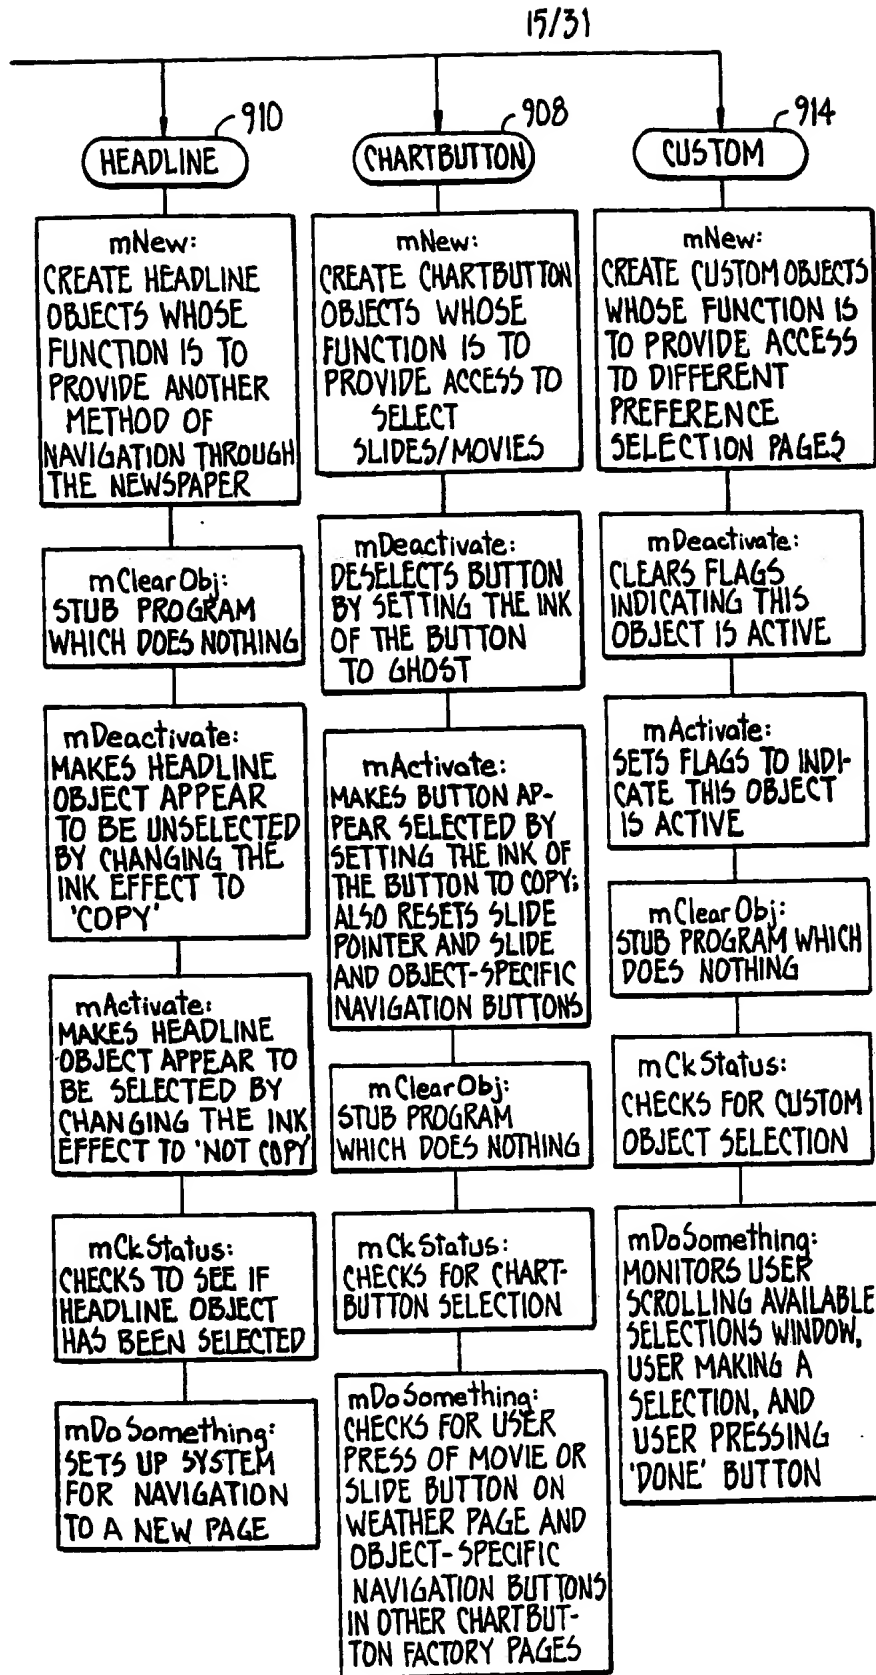 15/31
910
HEADLINE
mNew:
CREATE HEADLINE
OBJECTS WHOSE
FUNCTION IS TO
PROVIDE ANOTHER
METHOD OF
NAVIGATION THROUGH
THE NEWSPAPER
mClearObj:
STUB PROGRAM
WHICH DOES NOTHING
mDeactivate:
MAKES HEADLINE
OBJECT APPEAR
TO BE UNSELECTED
BY CHANGING THE
INK EFFECT TO
'COPY'
mActivate:
MAKES HEADLINE
OBJECT APPEAR TO
BE SELECTED BY
CHANGING THE INK
EFFECT TO 'NOT COPY'
mCkStatus:
CHECKS TO SEE IF
HEADLINE OBJECT
HAS BEEN SELECTED
mDoSomething:
SETS UP SYSTEM
FOR NAVIGATION
TO A NEW PAGE
908
CHARTBUTTON
mNew:
CREATE CHARTBUTTON
OBJECTS WHOSE
FUNCTION IS TO
PROVIDE ACCESS TO
SELECT
SLIDES/MOVIES
mDeactivate:
DESELECTS BUTTON
BY SETTING THE INK
OF THE BUTTON
TO GHOST
mActivate:
MAKES BUTTON AP-
PEAR SELECTED BY
SETTING THE INK OF
THE BUTTON TO COPY;
ALSO RESETS SLIDE
POINTER AND SLIDE
AND OBJECT-SPECIFIC
NAVIGATION BUTTONS
mClearObj:
STUB PROGRAM
WHICH DOES NOTHING
mCkStatus:
CHECKS FOR CHART-
BUTTON SELECTION
mDoSomething:
CHECKS FOR USER
PRESS OF MOVIE OR
SLIDE BUTTON ON
WEATHER PAGE AND
OBJECT-SPECIFIC
NAVIGATION BUTTONS
IN OTHER CHARTBUT-
TON FACTORY PAGES
914
CUSTOM
mNew:
CREATE CUSTOM OBJECTS
WHOSE FUNCTION IS
TO PROVIDE ACCESS
TO DIFFERENT
PREFERENCE
SELECTION PAGES
mDeactivate:
CLEARS FLAGS
INDICATING THIS
OBJECT IS ACTIVE
mActivate:
SETS FLAGS TO INDI-
CATE THIS OBJECT
IS ACTIVE
mClearObj:
STUB PROGRAM WHICH
DOES NOTHING
mCkStatus:
CHECKS FOR CUSTOM
OBJECT SELECTION
mDoSomething:
MONITORS USER
SCROLLING AVAILABLE
SELECTIONS WINDOW,
USER MAKING A
SELECTION, AND
USER PRESSING
'DONE' BUTTON